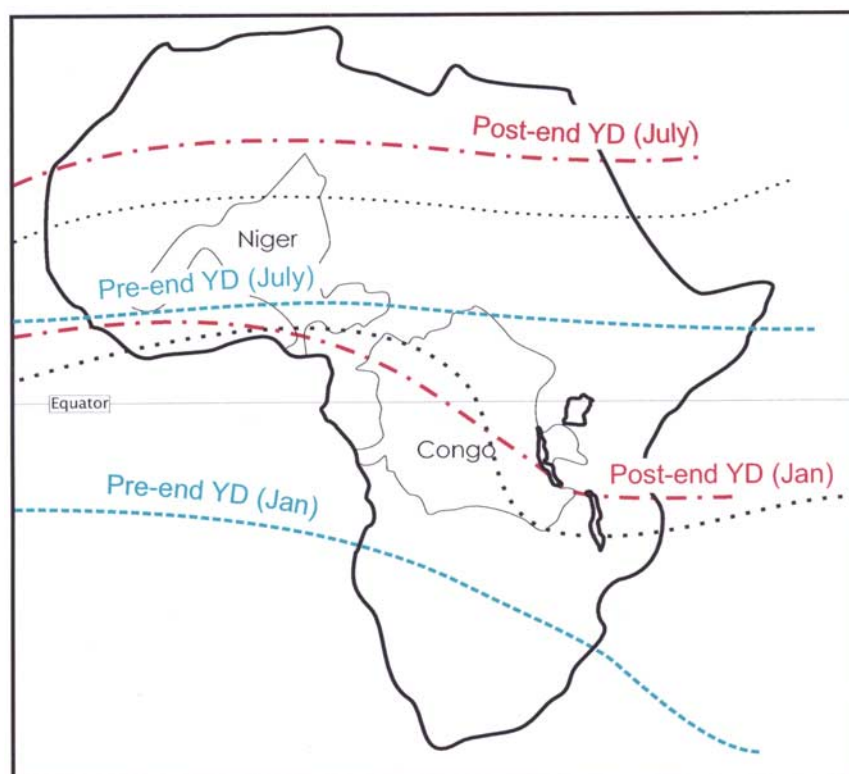 Post-end YD (July)
Niger
Pre-end YD (July)
Equator
Congo
Post-end YD (Jan)
Pre-end YD (Jan)